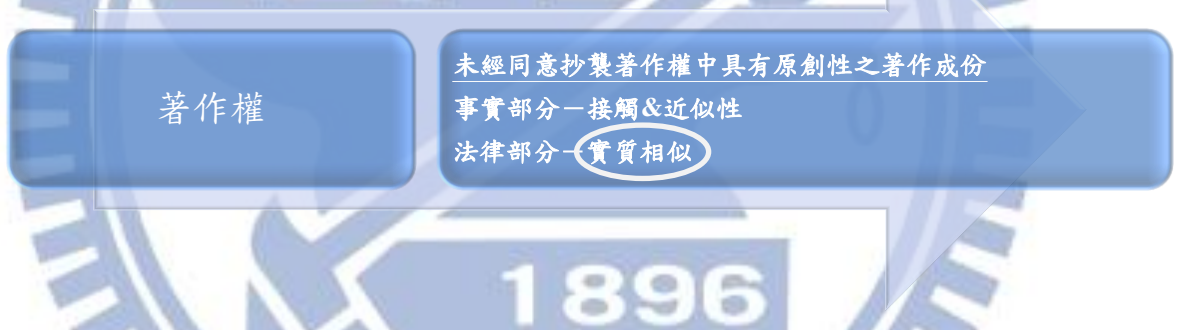 著作權
未經同意抄襲著作權中具有原創性之著作成份
事實部分－接觸&近似性
法律部分－實質相似
1896